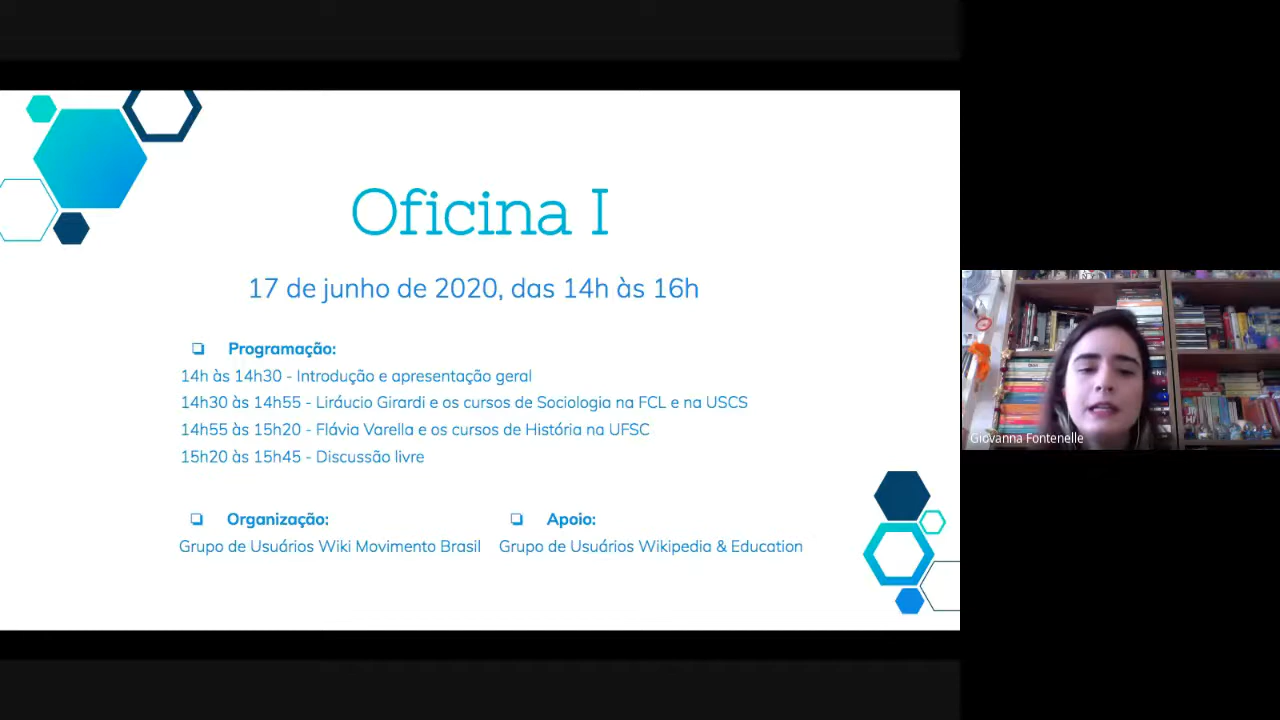 Oficina I
17 de junho de 2020, das 14h às 16h
❏ Programação:
14h às 14h30 - Introdução e apresentação geral
14h30 às 14h55 - Liráucio Girardi e os cursos de Sociologia na FCL e na USCS
14h55 às 15h20 - Flávia Varella e os cursos de História na UFSC
15h20 às 15h45 - Discussão livre
❏ Organização:
Grupo de Usuários Wiki Movimento Brasil
❏ Apoio:
Grupo de Usuários Wikipedia & Education
Giovanna Fontenelle